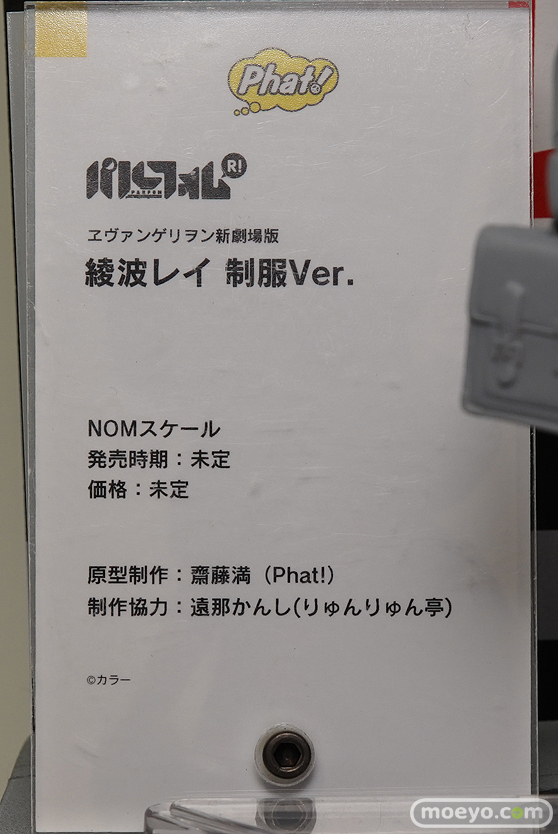 Phat!
パルフォム R!
PARFOM
ヱヴァンゲリヲン新劇場版
綾波レイ 制服Ver.
NOMスケール
発売時期：未定
価格：未定
原型制作：齋藤満（Phat!）
制作協力：遠那かんし(りゅんりゅん亭)
©カラー
moeyo.com